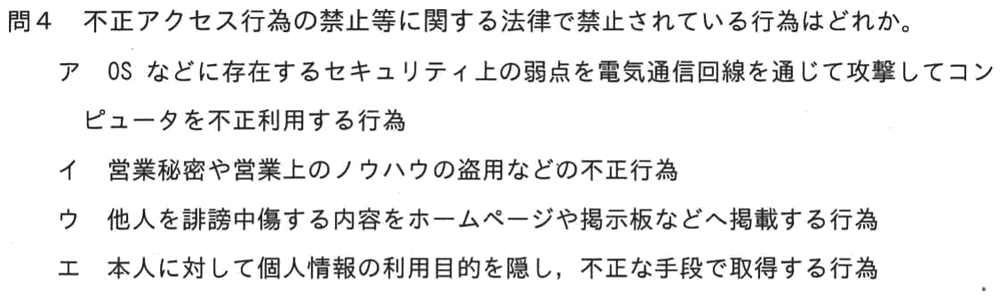 問4　不正アクセス行為の禁止等に関する法律で禁止されている行為はどれか。
ア　OS などに存在するセキュリティ上の弱点を電気通信回線を通じて攻撃してコン
ピュータを不正利用する行為
イ　営業秘密や営業上のノウハウの盗用などの不正行為
ウ　他人を誹謗中傷する内容をホームページや掲示板などへ掲載する行為
エ　本人に対して個人情報の利用目的を隠し，不正な手段で取得する行為